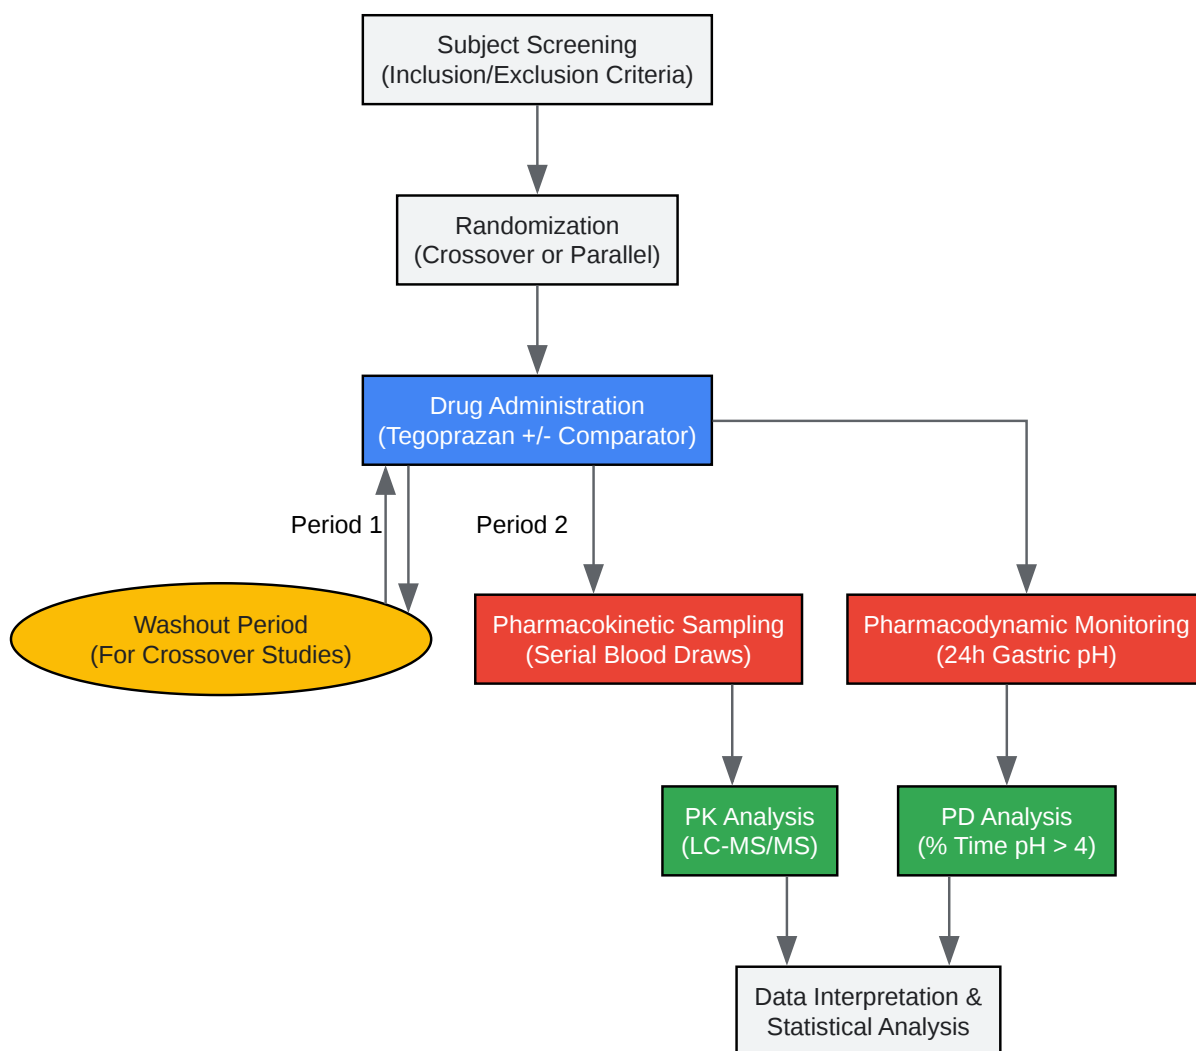 Subject Screening
(Inclusion/Exclusion Criteria)
Randomization
(Crossover or Parallel)
Drug Administration
(Tegoprazan +/- Comparator)
Period 1
Period 2
Washout Period
(For Crossover Studies)
Pharmacokinetic Sampling
(Serial Blood Draws)
Pharmacodynamic Monitoring
(24h Gastric pH)
PK Analysis
(LC-MS/MS)
PD Analysis
(% Time pH > 4)
Data Interpretation &
Statistical Analysis